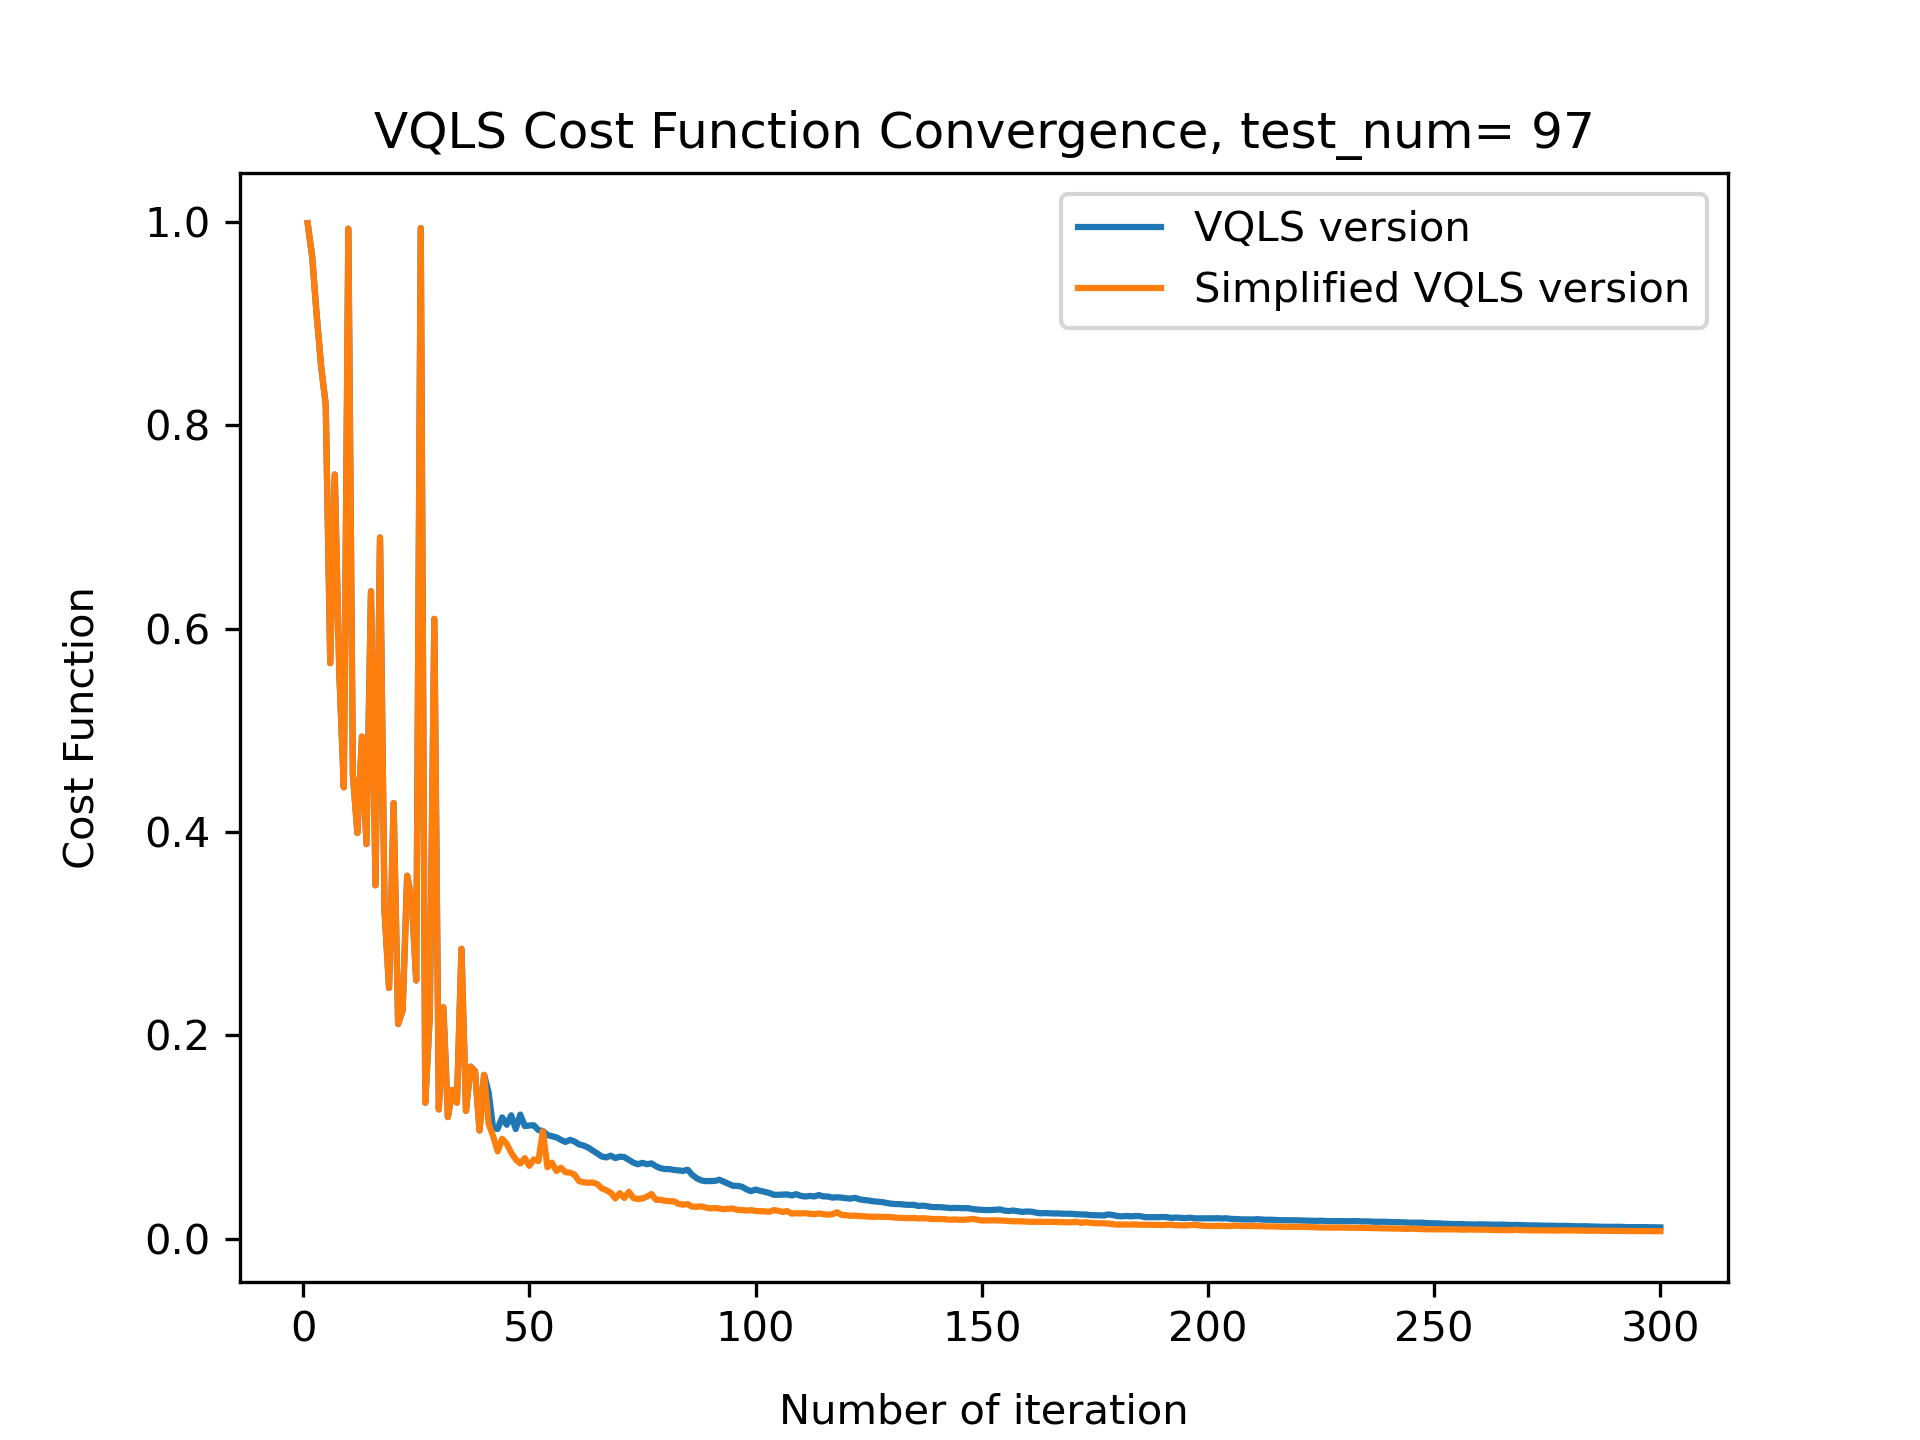 VQLS Cost Function Convergence, test_num= 97
VQLS version
Simplified VQLS version
1.0
0.8
0.6
0.4
0.2
0.0
Cost Function
0 50 100 150 200 250 300
Number of iteration